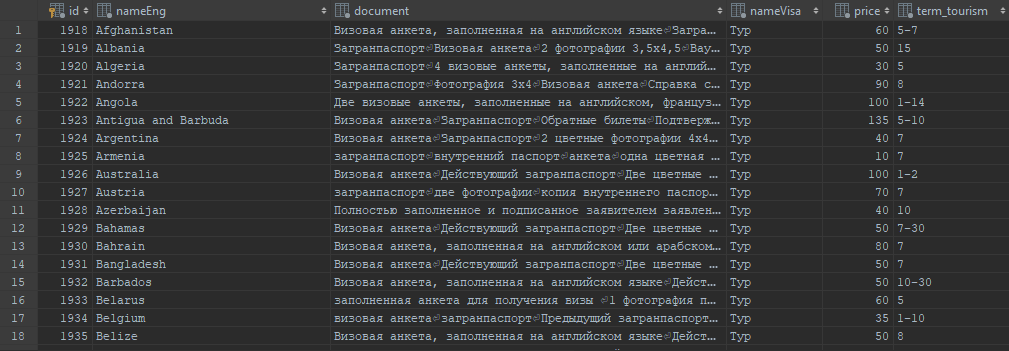 id nameEng document nameVisa price term_tourism
1 1918 Afghanistan Визовая анкета, заполненная на английском языке⏎Загра… Тур 60 5-7
2 1919 Albania Загранпаспорт⏎Визовая анкета⏎2 фотографии 3,5x4,5⏎Вау… Тур 50 15
3 1920 Algeria Загранпаспорт⏎4 визовые анкеты, заполненные на англий… Тур 30 5
4 1921 Andorra Загранпаспорт⏎Фотография 3x4⏎Визовая анкета⏎Справка с… Тур 90 8
5 1922 Angola Две визовые анкеты, заполненные на английском, француз… Тур 100 1-14
6 1923 Antigua and Barbuda Визовая анкета⏎Загранпаспорт⏎Обратные билеты⏎Подтверж… Тур 135 5-10
7 1924 Argentina Визовая анкета⏎Загранпаспорт⏎2 цветные фотографии 4x4… Тур 40 7
8 1925 Armenia загранпаспорт⏎внутренний паспорт⏎анкета⏎одна цветная … Тур 10 7
9 1926 Australia Визовая анкета⏎Действующий загранпаспорт⏎Две цветные … Тур 100 1-2
10 1927 Austria загранпаспорт⏎две фотографии⏎копия внутреннего паспор… Тур 70 7
11 1928 Azerbaijan Полностью заполненное и подписанное заявителем заявлен… Тур 40 10
12 1929 Bahamas Визовая анкета⏎Действующий загранпаспорт⏎Две цветные … Тур 50 7-30
13 1930 Bahrain Визовая анкета, заполненная на английском или арабском… Тур 80 7
14 1931 Bangladesh Визовая анкета⏎Действующий загранпаспорт⏎Две цветные … Тур 50 7
15 1932 Barbados Визовая анкета, заполненная на английском языке⏎Дейст… Тур 50 10-30
16 1933 Belarus заполненная анкета для получения визы ⏎1 фотография п… Тур 60 5
17 1934 Belgium визовая анкета⏎загранпаспорт⏎Предыдущий загранпаспорт… Тур 35 1-10
18 1935 Belize Визовая анкета, заполненная на английском языке⏎Дейст… Тур 50 8